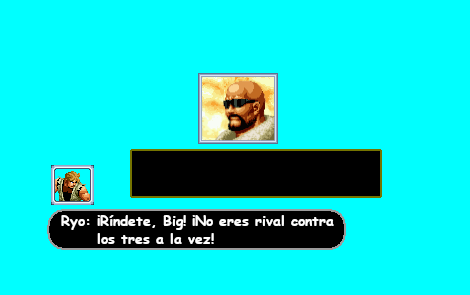 Ryo: ¡Ríndete, Big! ¡No eres rival contra
los tres a la vez!